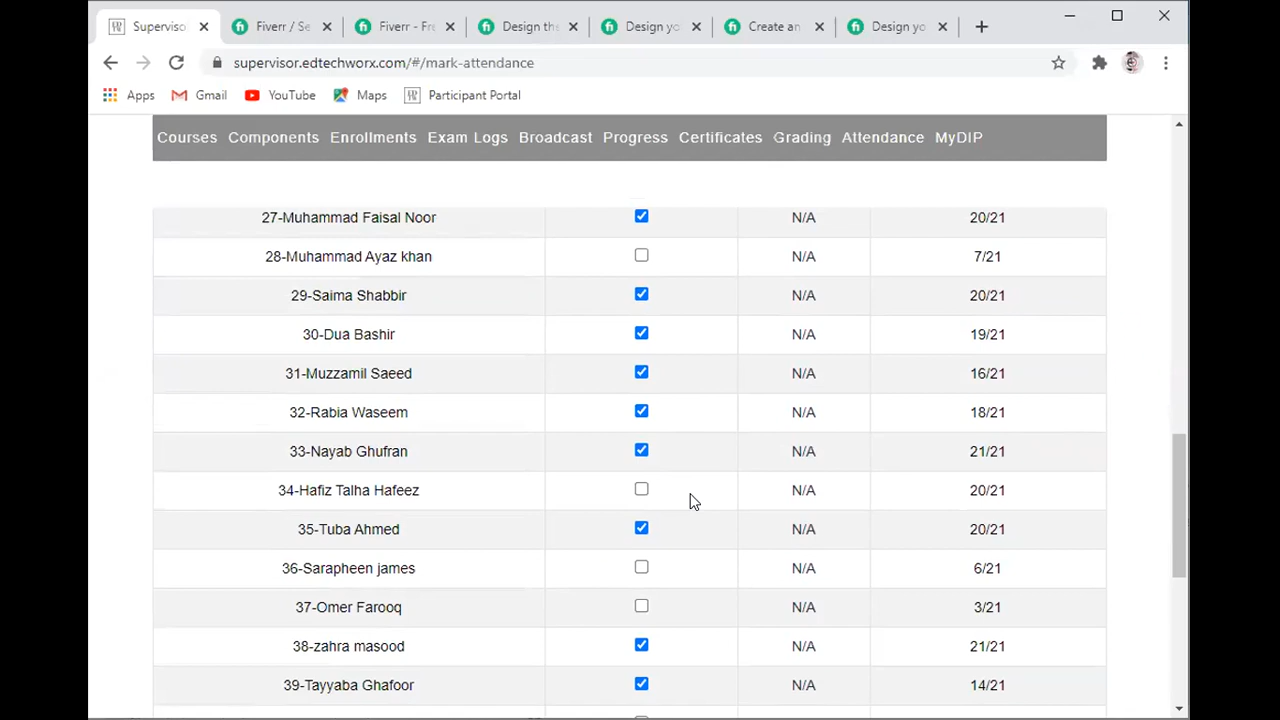 Superviso
Fiverr / Se
Fiverr - Fre
Design the
Design yo
Create an
Design yo
supervisor.edtechworx.com/#/mark-attendance
Apps Gmail YouTube Maps Participant Portal
Courses Components Enrollments Exam Logs Broadcast Progress Certificates Grading Attendance MyDIP
27-Muhammad Faisal Noor N/A 20/21
28-Muhammad Ayaz khan N/A 7/21
29-Saima Shabbir N/A 20/21
30-Dua Bashir N/A 19/21
31-Muzzamil Saeed N/A 16/21
32-Rabia Waseem N/A 18/21
33-Nayab Ghufran N/A 21/21
34-Hafiz Talha Hafeez N/A 20/21
35-Tuba Ahmed N/A 20/21
36-Sarapheen james N/A 6/21
37-Omer Farooq N/A 3/21
38-zahra masood N/A 21/21
39-Tayyaba Ghafoor N/A 14/21